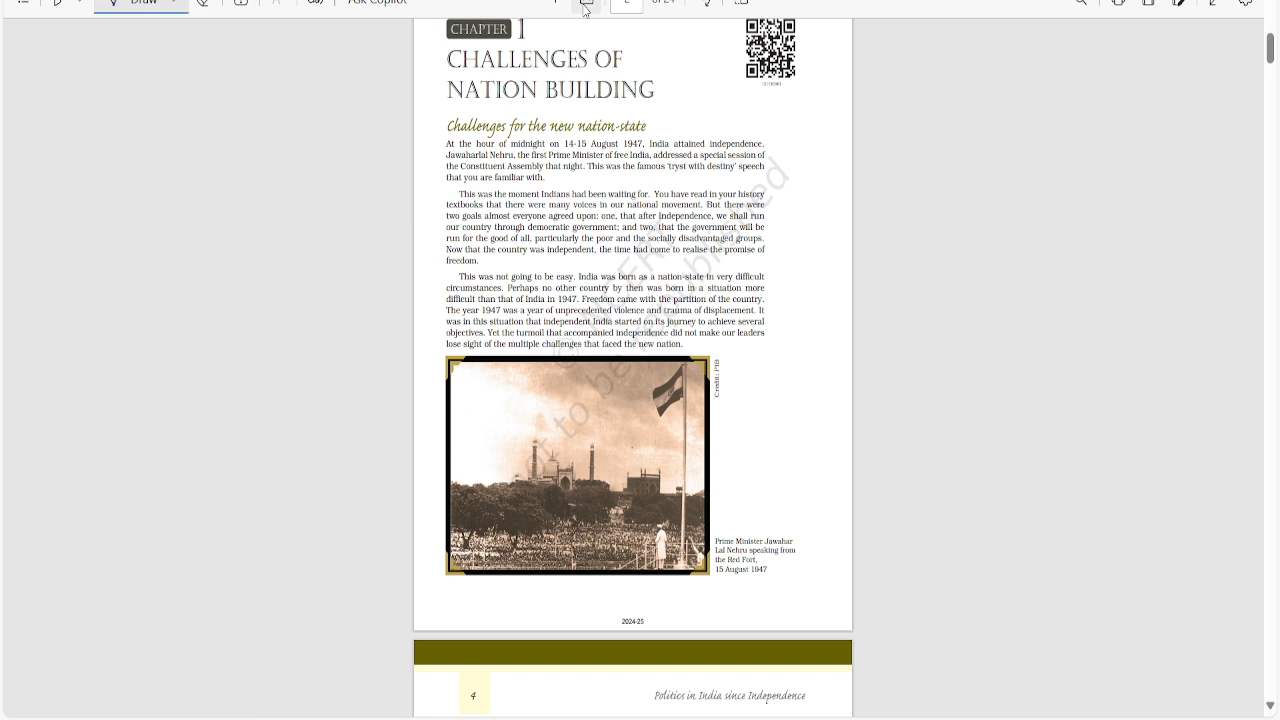 Draw
Ask Copilot
CHAPTER 1
CHALLENGES OF
NATION BUILDING
Challenges for the new nation-state
At the hour of midnight on 14-15 August 1947, India attained independence.
Jawaharlal Nehru, the first Prime Minister of free India, addressed a special session of
the Constituent Assembly that night. This was the famous ‘tryst with destiny’ speech
that you are familiar with.
This was the moment Indians had been waiting for. You have read in your history
textbooks that there were many voices in our national movement. But there were
two goals almost everyone agreed upon: one, that after Independence, we shall run
our country through democratic government; and two, that the government will be
run for the good of all, particularly the poor and the socially disadvantaged groups.
Now that the country was independent, the time had come to realise the promise of
freedom.
This was not going to be easy. India was born as a nation-state in very difficult
circumstances. Perhaps no other country by then was born in a situation more
difficult than that of India in 1947. Freedom came with the partition of the country.
The year 1947 was a year of unprecedented violence and trauma of displacement. It
was in this situation that independent India started on its journey to achieve several
objectives. Yet the turmoil that accompanied independence did not make our leaders
lose sight of the multiple challenges that faced the new nation.
Credit: PIB
Prime Minister Jawahar
Lal Nehru speaking from
the Red Fort,
15 August 1947
2024-25
4
Politics in India since Independence